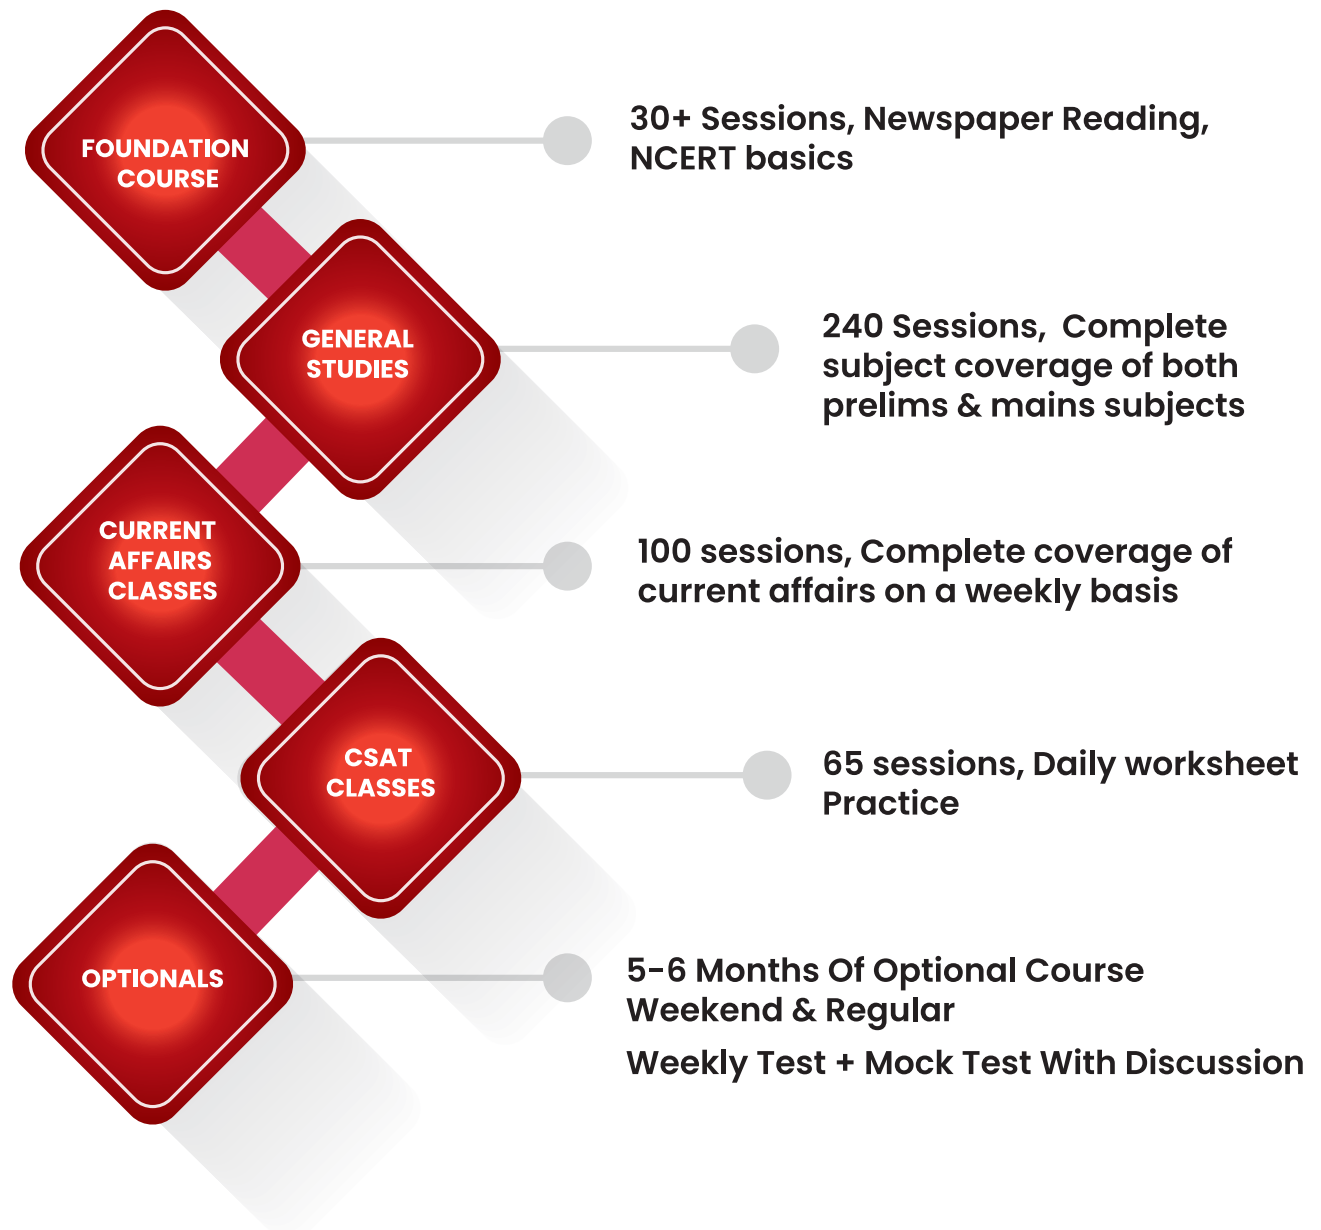 FOUNDATION
COURSE
30+ Sessions, Newspaper Reading,
NCERT basics
GENERAL
STUDIES
240 Sessions, Complete
subject coverage of both
prelims & mains subjects
CURRENT
AFFAIRS
CLASSES
100 sessions, Complete coverage of
current affairs on a weekly basis
CSAT
CLASSES
65 sessions, Daily worksheet
Practice
OPTIONALS
5-6 Months Of Optional Course
Weekend & Regular
Weekly Test + Mock Test With Discussion